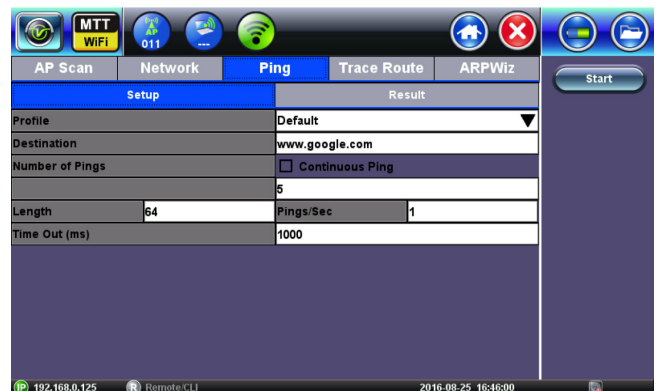 MTT
WiFi
AP
011
---
AP Scan Network Ping Trace Route ARPWiz
Start
Setup Result
Profile Default
Destination www.google.com
Number of Pings Continuous Ping
5
Length 64 Pings/Sec 1
Time Out (ms) 1000
IP 192.168.0.125 R Remote/CLI 2016-08-25 16:46:00